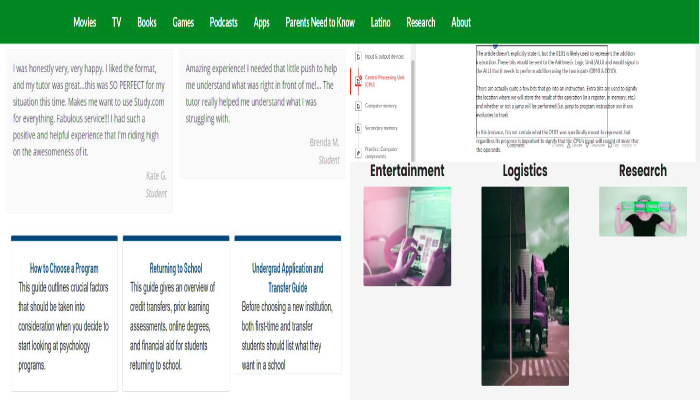 Movies TV Books Games Podcasts Apps Parents Need to Know Latino Research About
I was honestly very, very happy. I liked the format,
and my tutor was great...this was SO PERFECT for my
situation this time. Makes me want to use Study.com
for everything. Fabulous service!!! I had such a
positive and helpful experience that I'm riding high
on the awesomeness of it.
Kate G.
Student
Amazing experience! I needed that little push to help
me understand what was right in front of me!... The
tutor really helped me understand what I was
struggling with.
Brenda M.
Student
How to Choose a Program
This guide outlines crucial factors
that should be taken into
consideration when you decide to
start looking at psychology
programs.
Returning to School
This guide gives an overview of
credit transfers, prior learning
assessments, online degrees,
and financial aid for students
returning to school.
Undergrad Application and
Transfer Guide
Before choosing a new institution,
both first-time and transfer
students should list what they
want in a school
Input & output devices
Central Processing Unit
(CPU)
Computer memory
Secondary memory
Practice: Computer
components
The article doesn't explicitly state it, but the 0101 is likely used to represent the addition
instruction. These bits would be sent to the Arithmetic, Logic Unit (ALU) and would signal to
the ALU that it needs to perform addition using the two inputs (0010 & 0010).
There are actually quite a few bits that go into an instruction. Extra bits are used to signify
the location where we will store the result of the operation (in a register, in memory, etc.)
and whether or not a jump will be performed (i.e. jump to program instruction xxx if xxx
evaluates to true).
In this instance, I'm not certain what the 0101 was specifically meant to represent, but
regardless its purpose is important to signify that the CPU's input will consist of more than
the operands.
Entertainment
Logistics
Research